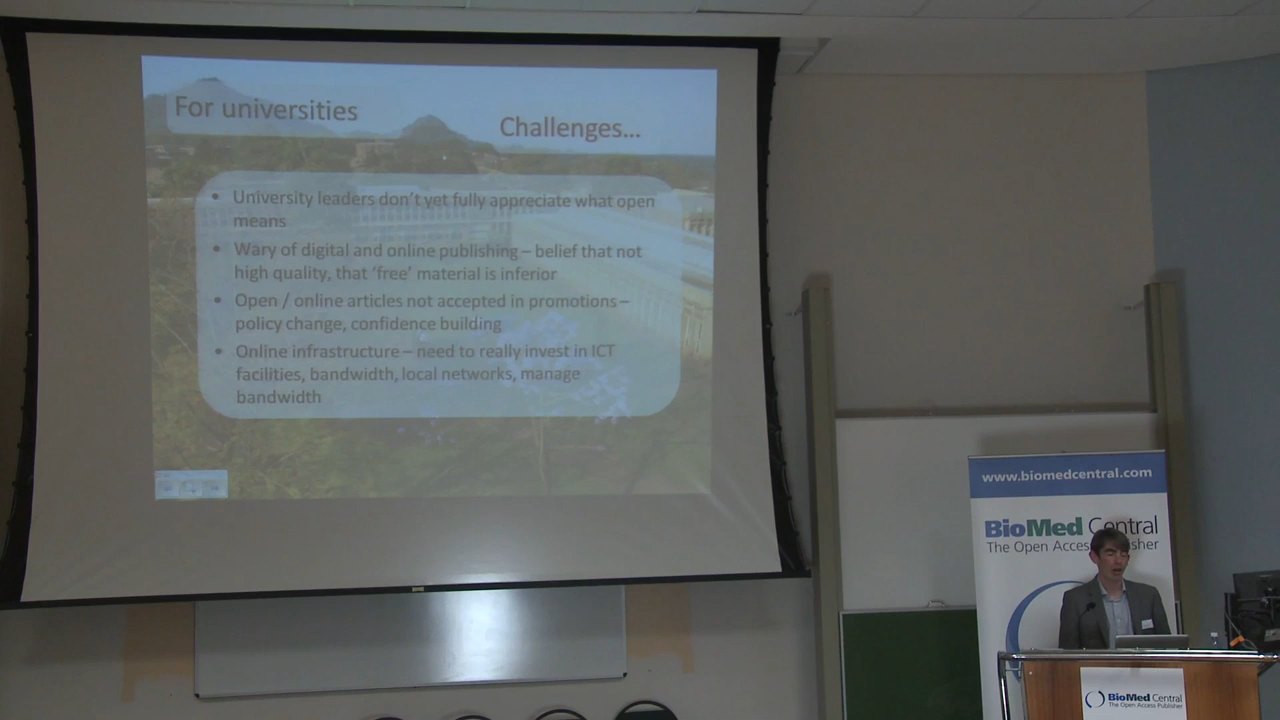 For universities
Challenges...
• University leaders don't yet fully appreciate what open
means
• Wary of digital and online publishing – belief that not
high quality, that 'free' material is inferior
• Open / online articles not accepted in promotions –
policy change, confidence building
• Online infrastructure – need to really invest in ICT
facilities, bandwidth, local networks, manage
bandwidth
www.biomedcentral.com
BioMed Central
The Open Access
isher
BioMed Central
The Open Access Publisher